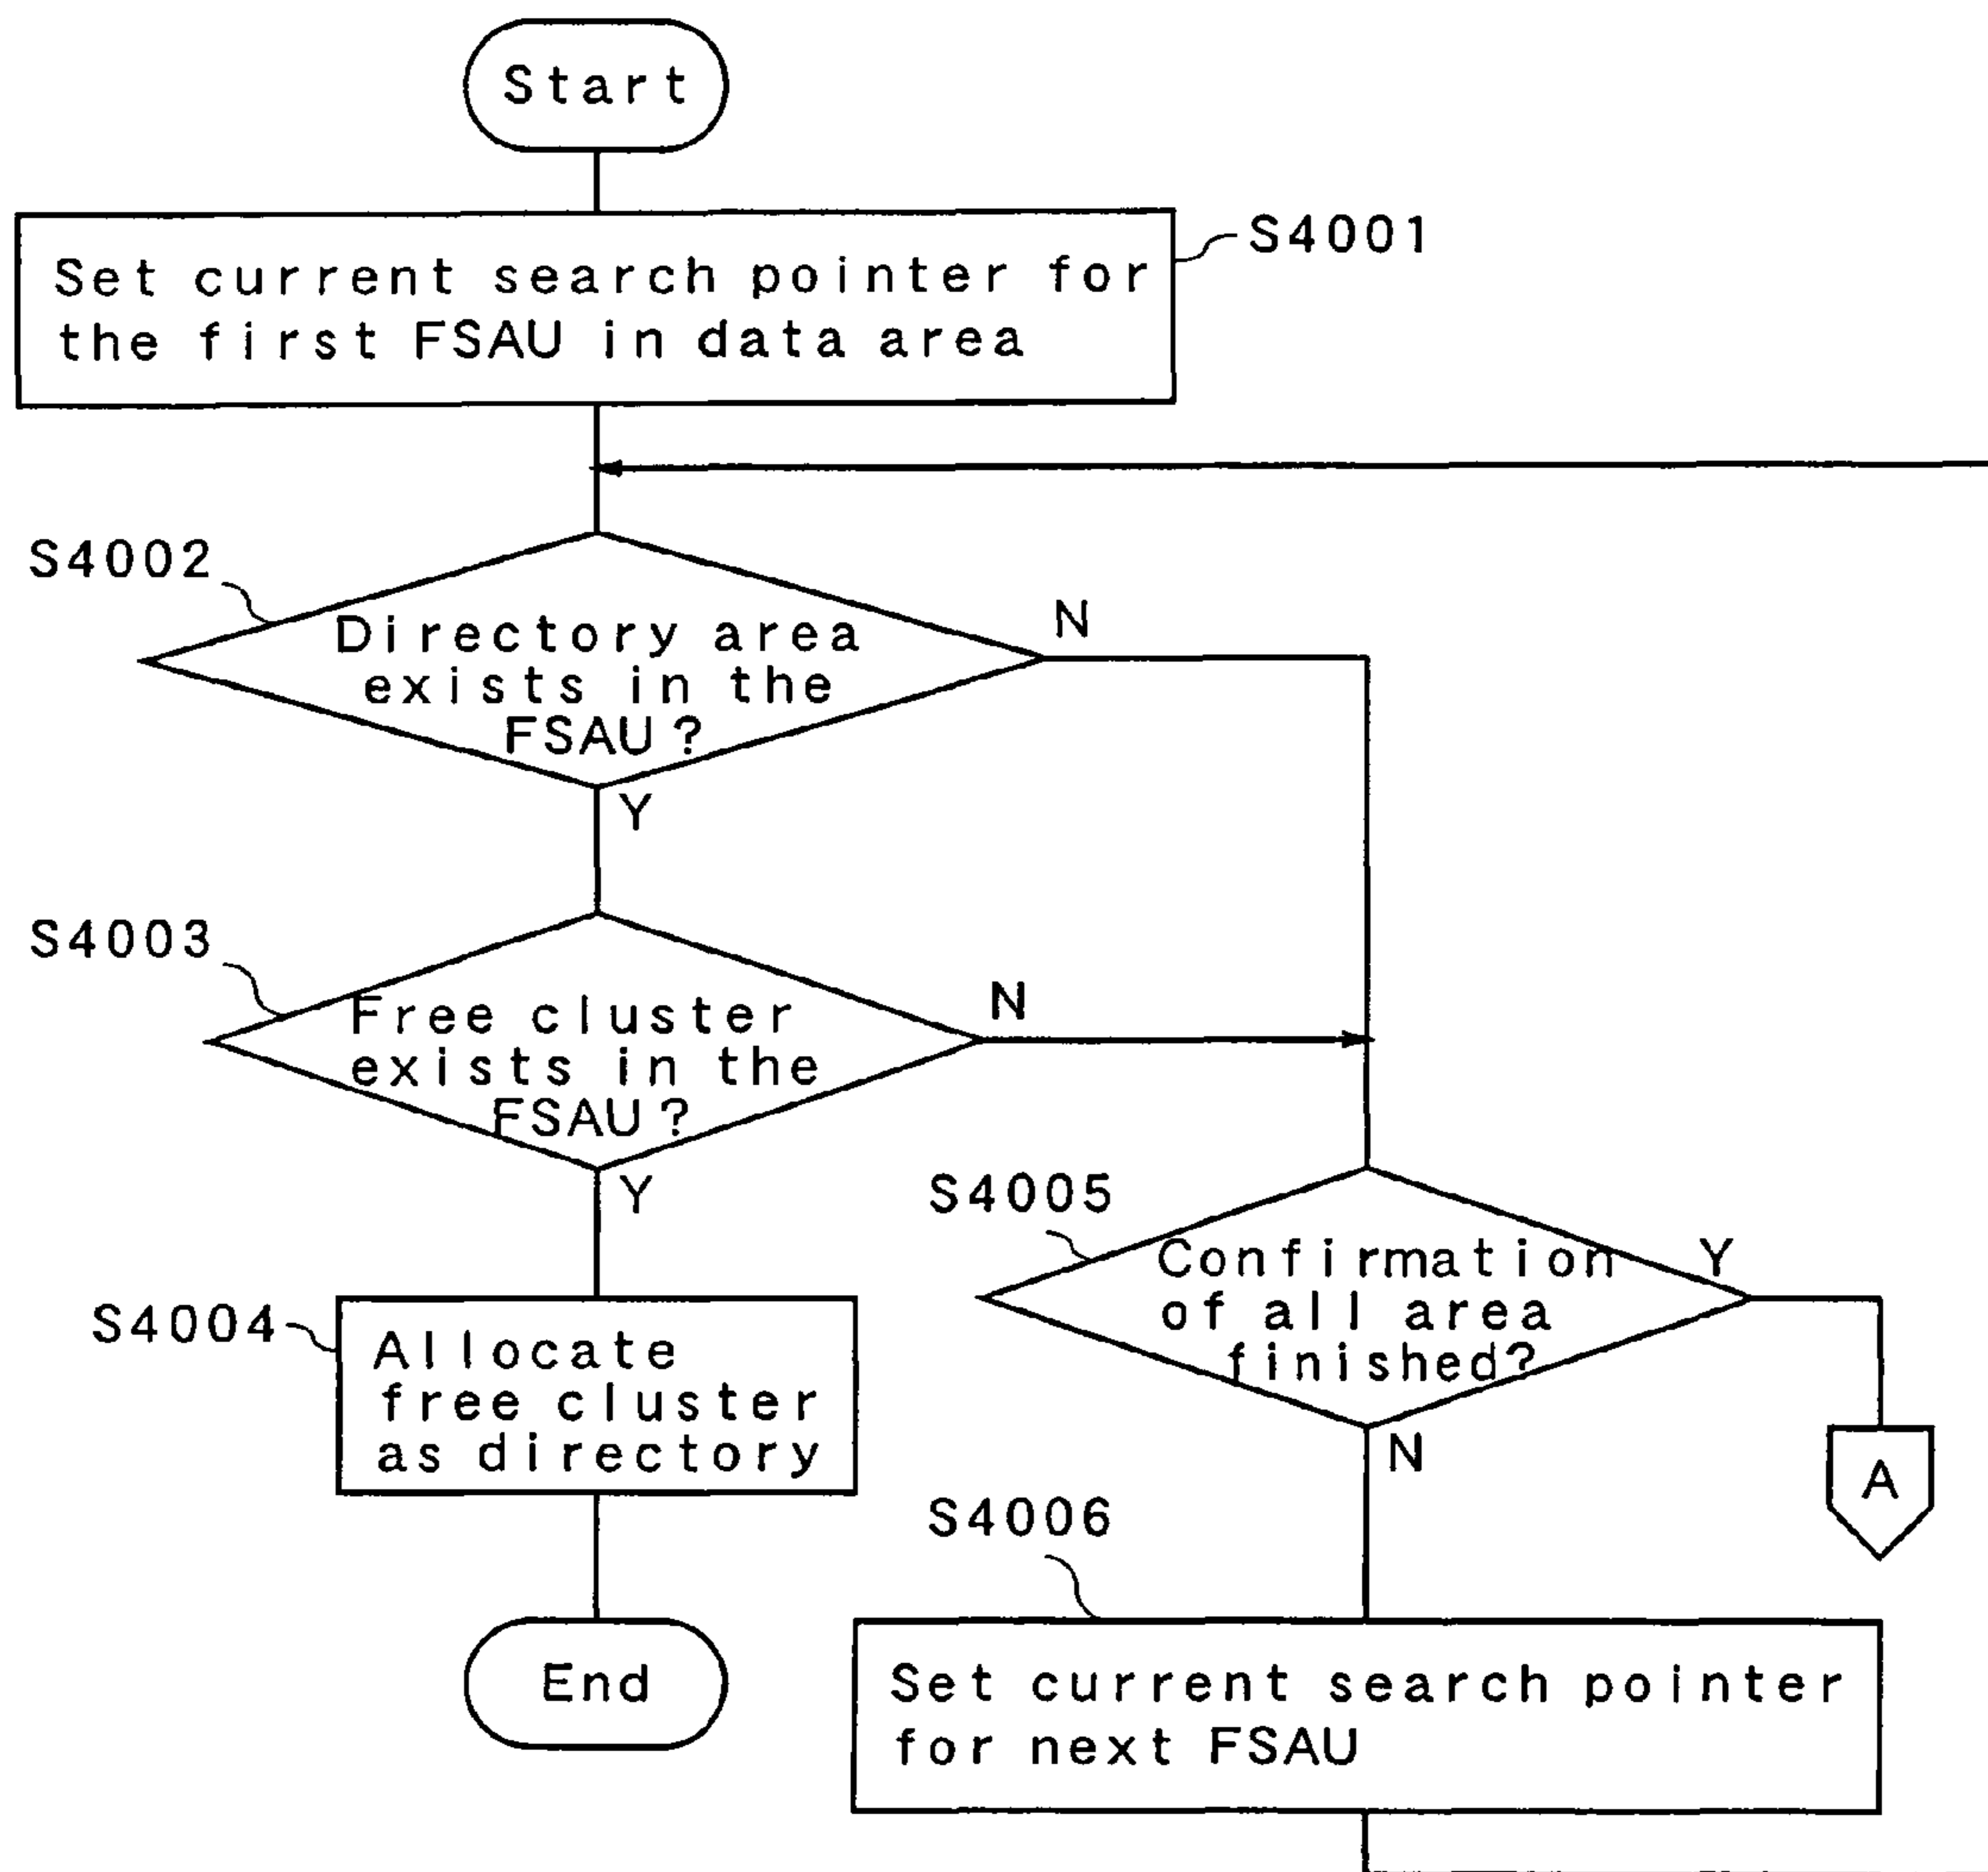 Start
S4001
Set current search pointer for
the first FSAU in data area
S4002
Directory area
exists in the
FSAU?
N
Y
S4003
Free cluster
exists in the
FSAU?
N
Y
S4004
Allocate
free cluster
as directory
End
S4005
Confirmation
of all area
finished?
Y
N
A
S4006
Set current search pointer
for next FSAU